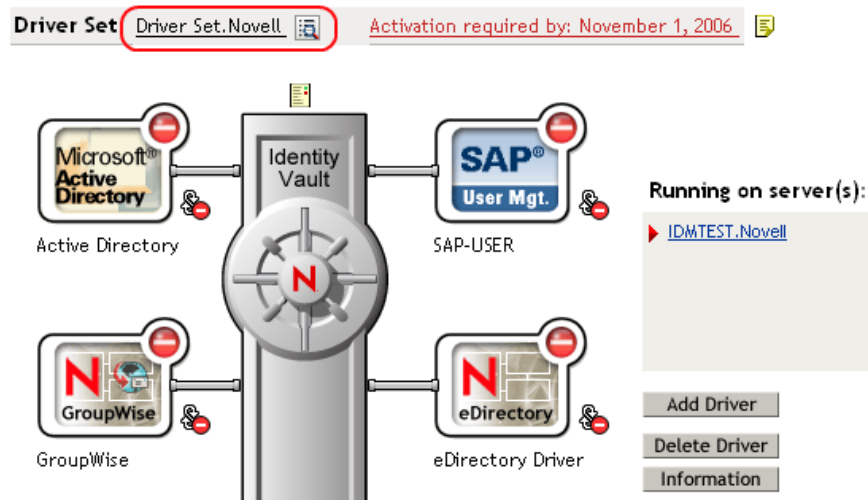 Driver Set: Driver Set.Novell Activation required by: November 1, 2006
Microsoft®
Active
Directory
Active Directory
Identity
Vault
N
SAP®
User Mgt.
SAP-USER
Running on server(s):
IDMTEST.Novell
N
GroupWise
GroupWise
N
eDirectory
eDirectory Driver
Add Driver
Delete Driver
Information